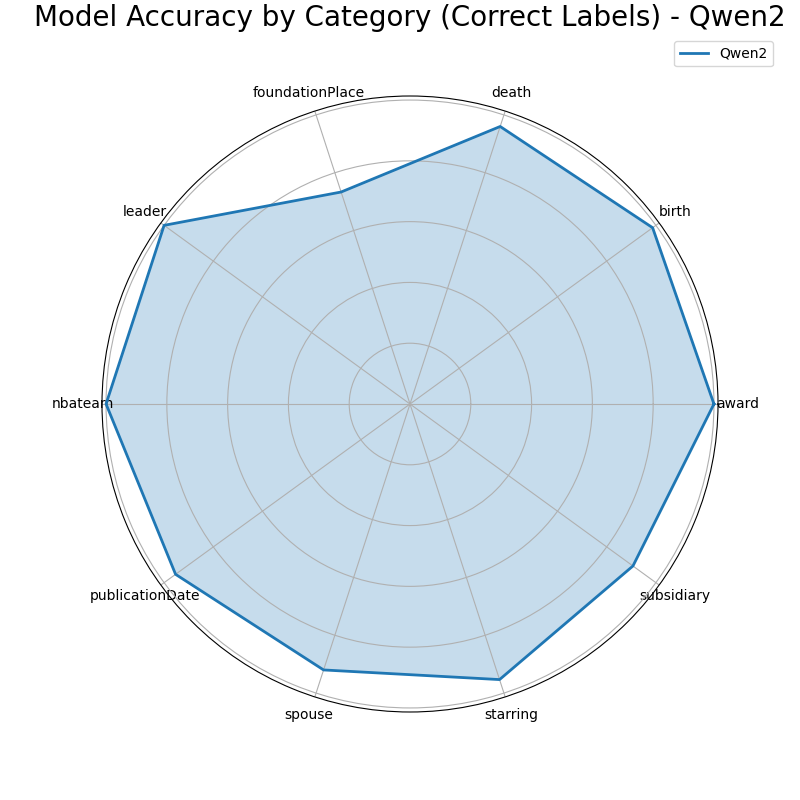 Model Accuracy by Category (Correct Labels) - Qwen2
Qwen2
foundationPlace
death
leader
birth
nbateam
award
publicationDate
subsidiary
spouse
starring